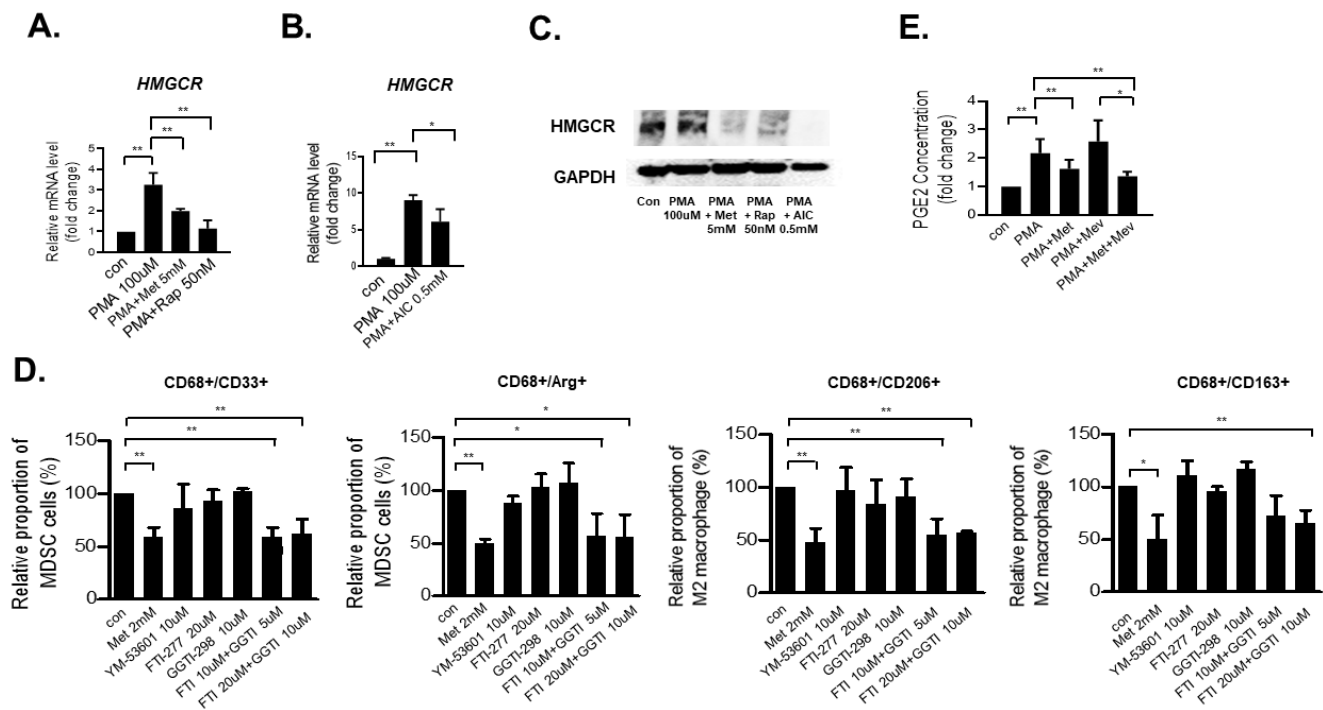 A.
HMGCR
Relative mRNA level
(fold change)
5
4
3
2
1
0
**
**
**
con
PMA 100uM
PMA+Met 5mM
PMA+Rap 50nM
B.
HMGCR
Relative mRNA level
(fold change)
15
10
5
0
**
*
con
PMA 100uM
PMA+AIC 0.5mM
C.
HMGCR
GAPDH
Con PMA PMA PMA PMA
100uM + Met + Rap + AIC
5mM 50nM 0.5mM
E.
PGE2 Concentration
(fold change)
4
3
2
1
0
**
**
**
*
con
PMA
PMA+Met
PMA+Mev
PMA+Met+Mev
D.
CD68+/CD33+
Relative proportion of
MDSC cells (%)
150
100
50
0
**
**
**
con
Met 2mM
YM-53601 10uM
FTI-277 20uM
GGTI-298 10uM
FTI 10uM+GGTI 5uM
FTI 20uM+GGTI 10uM
CD68+/Arg+
Relative proportion of
MDSC cells (%)
150
100
50
0
*
*
**
con
Met 2mM
YM-53601 10uM
FTI-277 20uM
GGTI-298 10uM
FTI 10uM+GGTI 5uM
FTI 20uM+GGTI 10uM
CD68+/CD206+
Relative proportion of
M2 macrophage (%)
150
100
50
0
**
**
**
con
Met 2mM
YM-53601 10uM
FTI-277 20uM
GGTI-298 10uM
FTI 10uM+GGTI 5uM
FTI 20uM+GGTI 10uM
CD68+/CD163+
Relative proportion of
M2 macrophage (%)
150
100
50
0
**
*
con
Met 2mM
YM-53601 10uM
FTI-277 20uM
GGTI-298 10uM
FTI 10uM+GGTI 5uM
FTI 20uM+GGTI 10uM